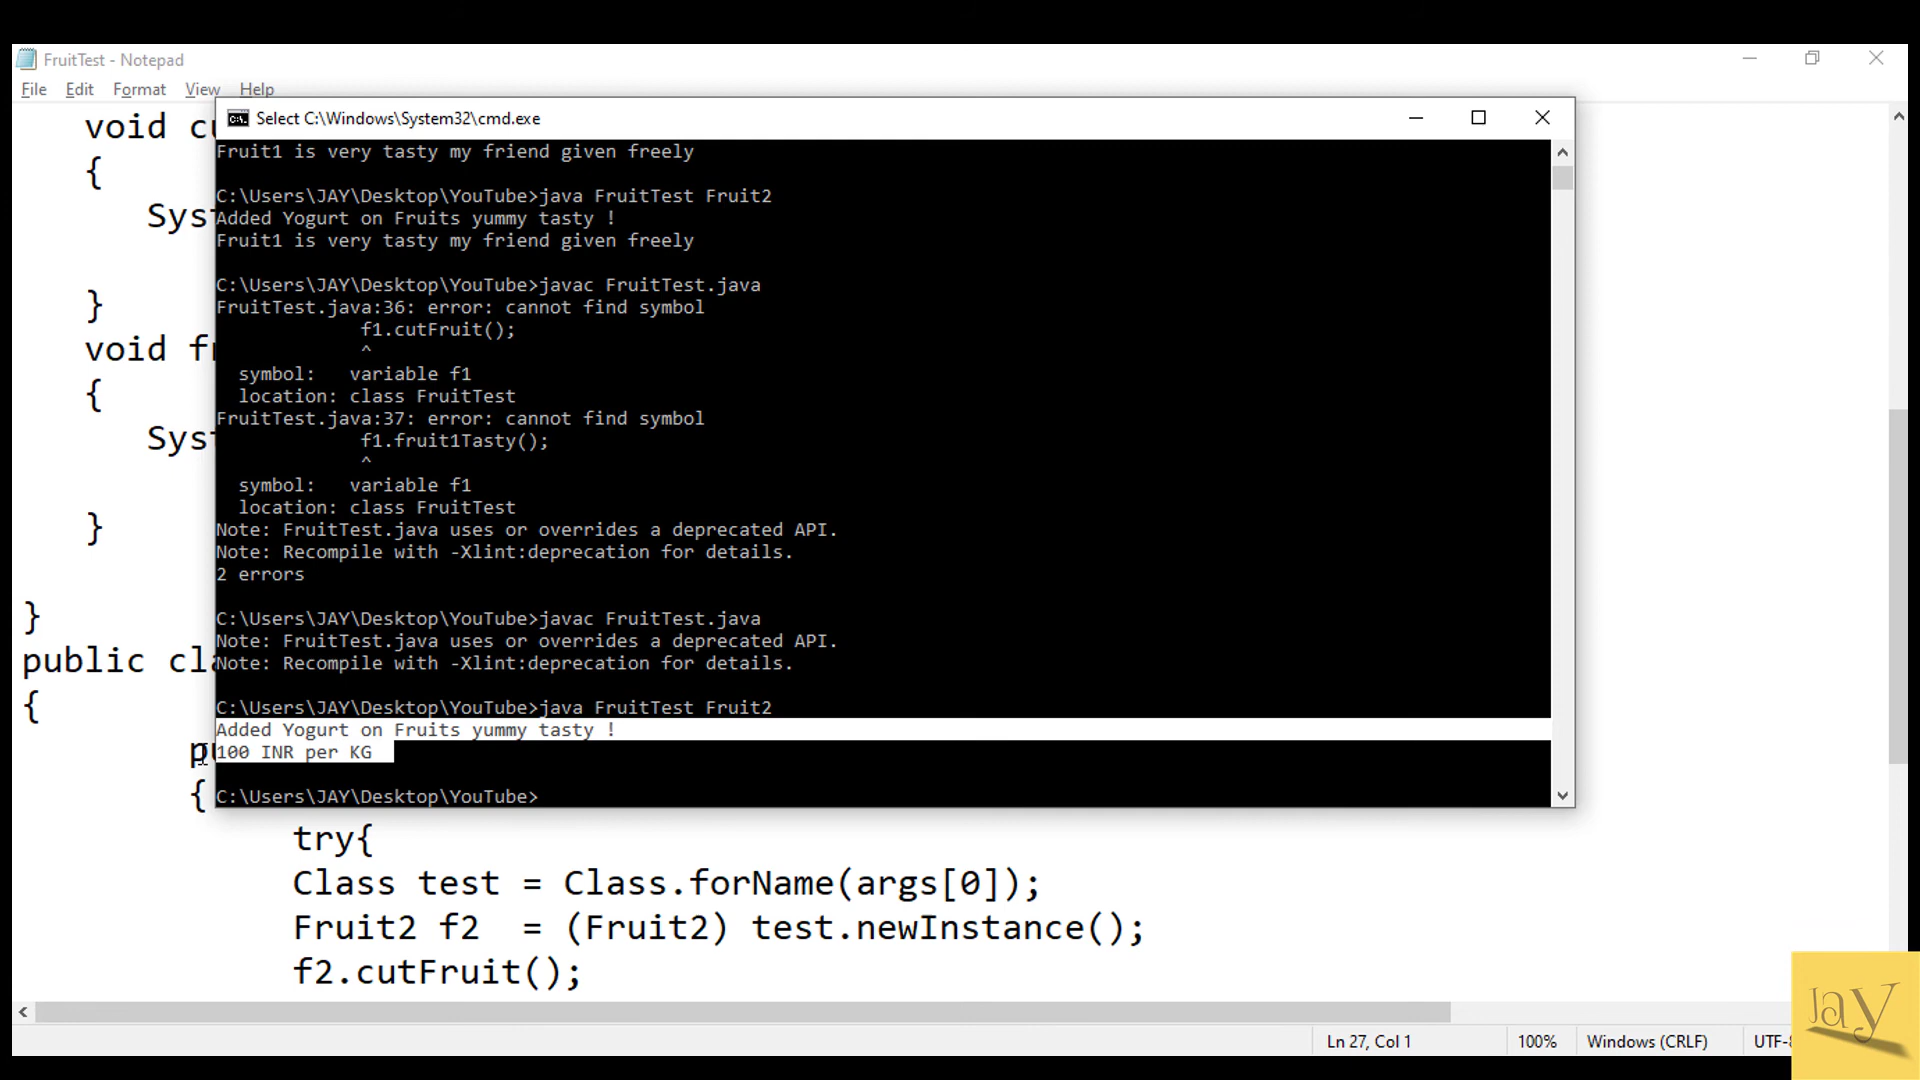 FruitTest - Notepad
File Edit Format View Help
Select C:\Windows\System32\cmd.exe
Fruit1 is very tasty my friend given freely
C:\Users\JAY\Desktop\YouTube>java FruitTest Fruit2
Added Yogurt on Fruits yummy tasty !
Fruit1 is very tasty my friend given freely
C:\Users\JAY\Desktop\YouTube>javac FruitTest.java
FruitTest.java:36: error: cannot find symbol
f1.cutFruit();
^
symbol: variable f1
location: class FruitTest
FruitTest.java:37: error: cannot find symbol
f1.fruit1Tasty();
^
symbol: variable f1
location: class FruitTest
Note: FruitTest.java uses or overrides a deprecated API.
Note: Recompile with -Xlint:deprecation for details.
2 errors
C:\Users\JAY\Desktop\YouTube>javac FruitTest.java
Note: FruitTest.java uses or overrides a deprecated API.
Note: Recompile with -Xlint:deprecation for details.
C:\Users\JAY\Desktop\YouTube>java FruitTest Fruit2
Added Yogurt on Fruits yummy tasty !
100 INR per KG
C:\Users\JAY\Desktop\YouTube>
void
{
}
void
{
}
}
public
{
{
try{
Class test = Class.forName(args[0]);
Fruit2 f2 = (Fruit2) test.newInstance();
f2.cutFruit();
Ln 27, Col 1
100%
Windows (CRLF)
Jay